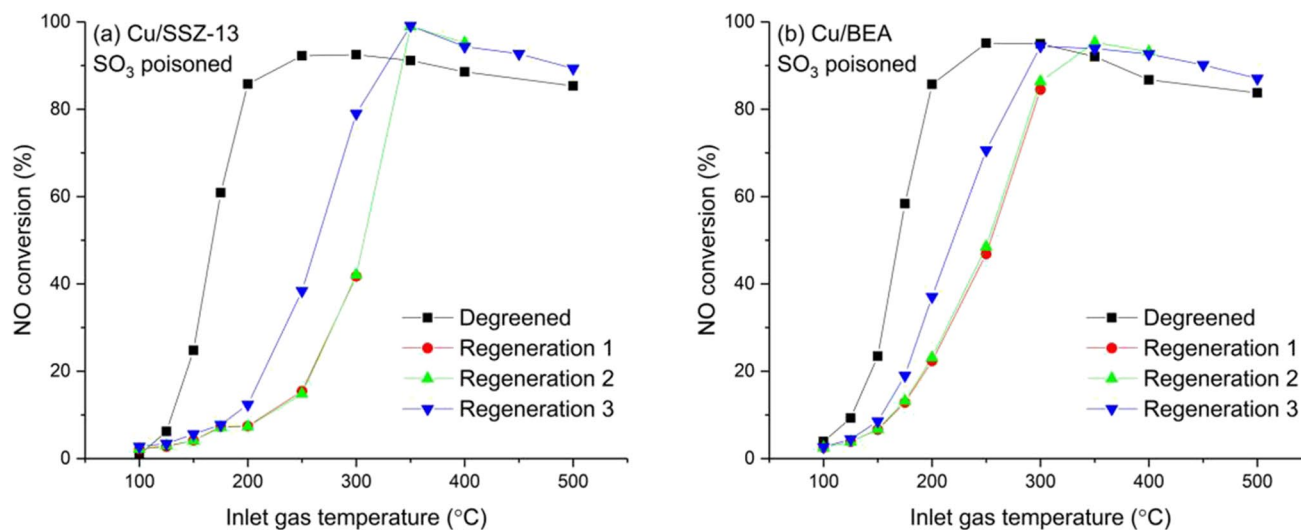 (a) Cu/SSZ-13
SO₃ poisoned
NO conversion (%)
100
80
60
40
20
0
Degreened
Regeneration 1
Regeneration 2
Regeneration 3
100 200 300 400 500
Inlet gas temperature (°C)
(b) Cu/BEA
SO₃ poisoned
NO conversion (%)
100
80
60
40
20
0
Degreened
Regeneration 1
Regeneration 2
Regeneration 3
100 200 300 400 500
Inlet gas temperature (°C)